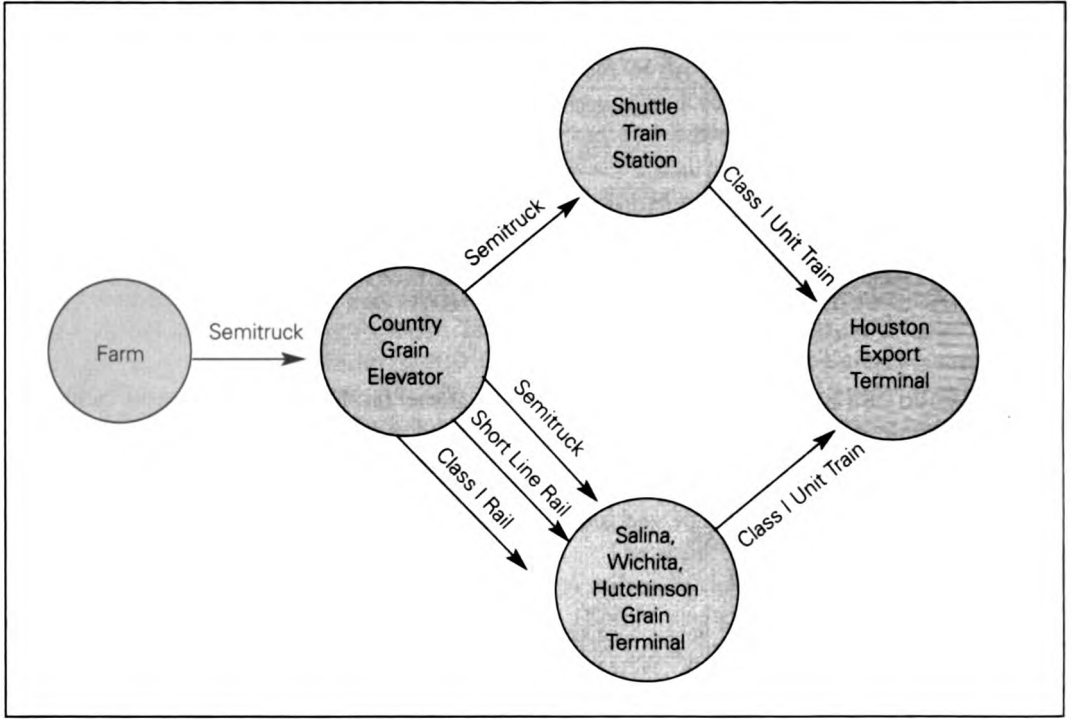 Farm
Semitruck
Country
Grain
Elevator
Semitruck
Shuttle
Train
Station
Class I Unit Train
Semitruck
Short Line Rail
Class I Rail
Salina,
Wichita,
Hutchinson
Grain
Terminal
Class I Unit Train
Houston
Export
Terminal